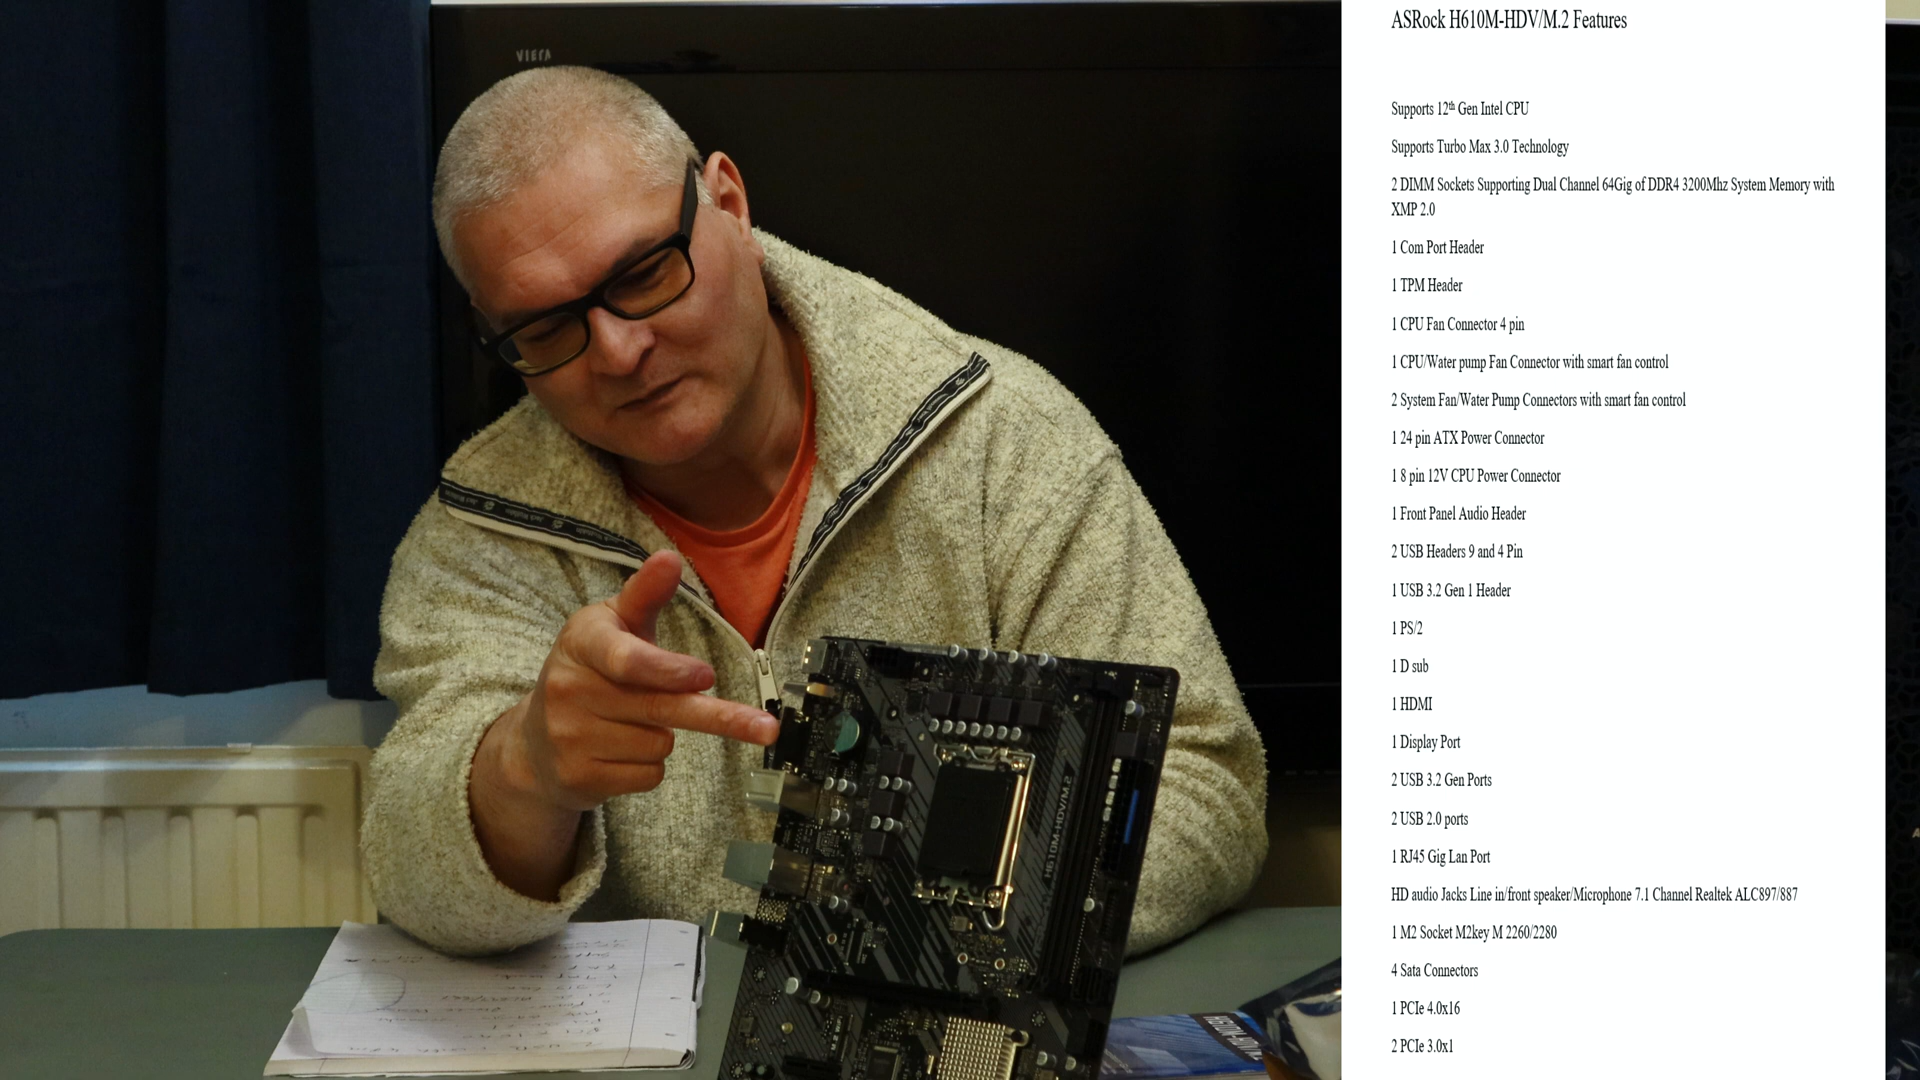 VIERA
ASRock H610M-HDV/M.2 Features
Supports 12th Gen Intel CPU
Supports Turbo Max 3.0 Technology
2 DIMM Sockets Supporting Dual Channel 64Gig of DDR4 3200Mhz System Memory with
XMP 2.0
1 Com Port Header
1 TPM Header
1 CPU Fan Connector 4 pin
1 CPU/Water pump Fan Connector with smart fan control
2 System Fan/Water Pump Connectors with smart fan control
1 24 pin ATX Power Connector
1 8 pin 12V CPU Power Connector
1 Front Panel Audio Header
2 USB Headers 9 and 4 Pin
1 USB 3.2 Gen 1 Header
1 PS/2
1 D sub
1 HDMI
1 Display Port
2 USB 3.2 Gen Ports
2 USB 2.0 ports
1 RJ45 Gig Lan Port
HD audio Jacks Line in/front speaker/Microphone 7.1 Channel Realtek ALC897/887
1 M2 Socket M2key M 2260/2280
4 Sata Connectors
1 PCIe 4.0x16
2 PCIe 3.0x1
H610M-HDV/M.2
H610M-HDV/M.2